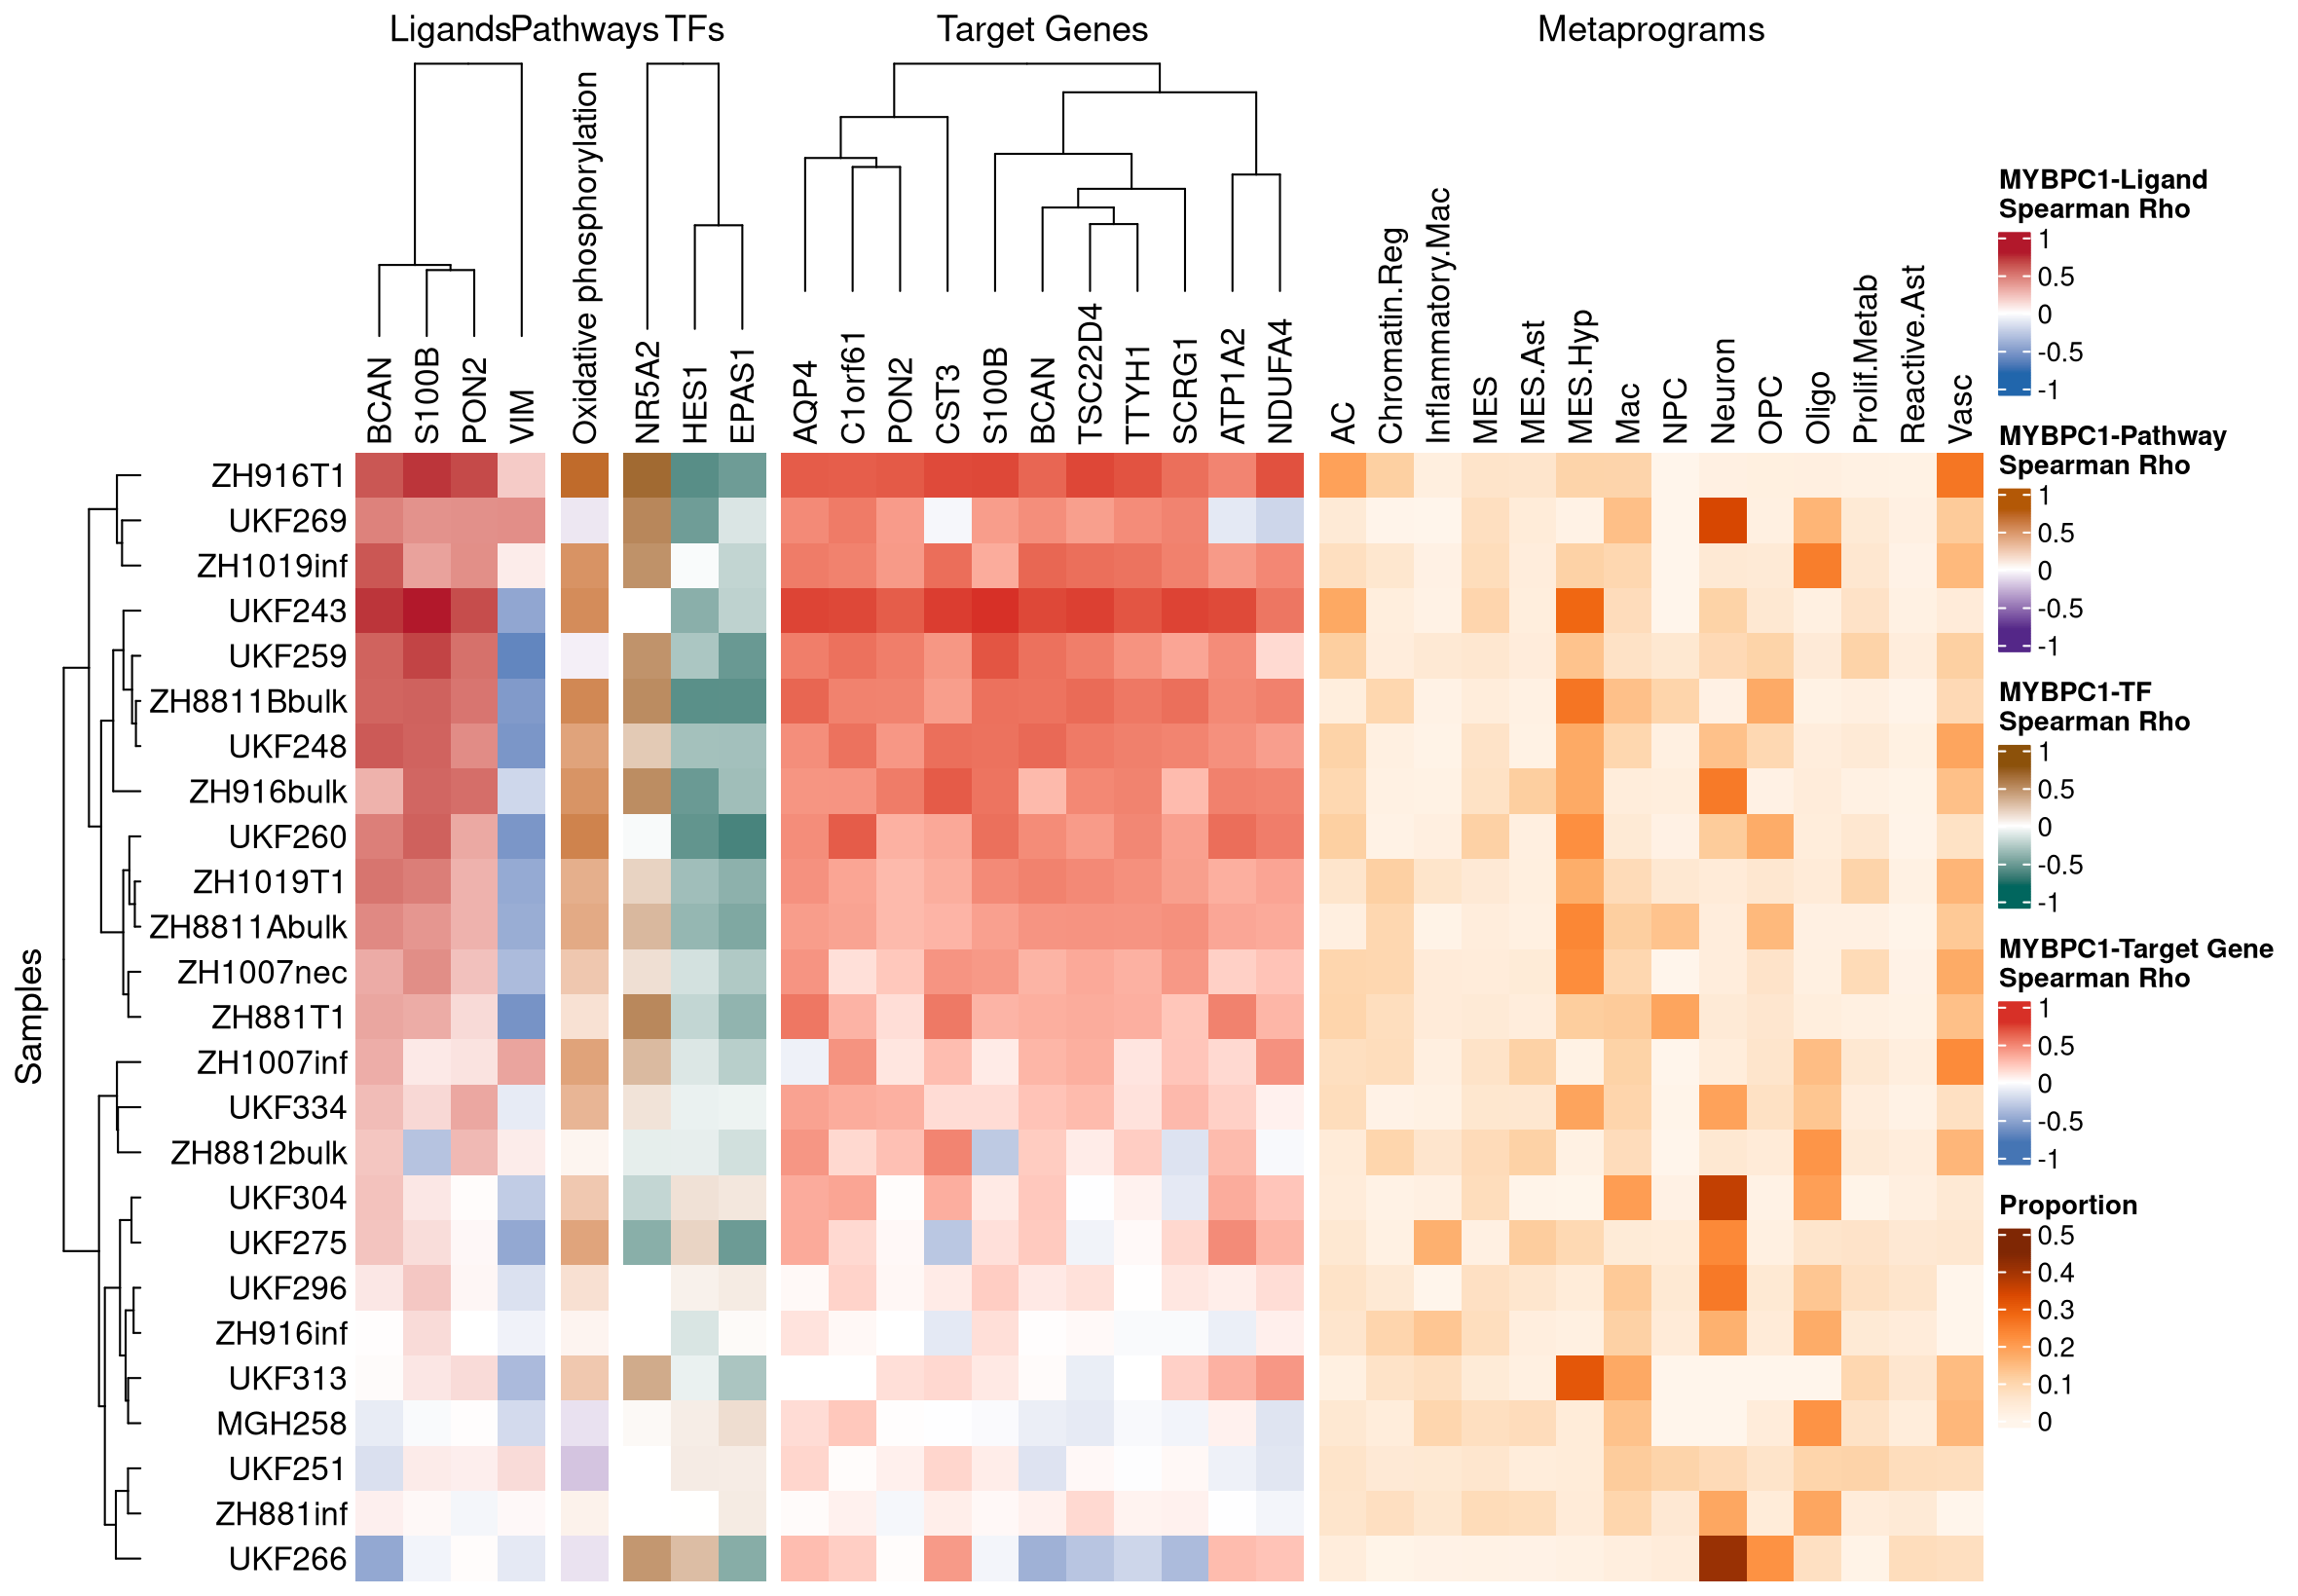 Ligands Pathways TFs Target Genes Metaprograms
BCAN S100B PON2 VIM Oxidative phosphorylation NR5A2 HES1 EPAS1 AQP4 C1orf61 PON2 CST3 S100B BCAN TSC22D4 TTYH1 SCRG1 ATP1A2 NDUFA4 AC Chromatin.Reg Inflammatory.Mac MES MES.Ast MES.Hyp Mac NPC Neuron OPC Oligo Prolif.Metab Reactive.Ast Vasc
Samples
ZH916T1
UKF269
ZH1019inf
UKF243
UKF259
ZH8811Bbulk
UKF248
ZH916bulk
UKF260
ZH1019T1
ZH8811Abulk
ZH1007nec
ZH881T1
ZH1007inf
UKF334
ZH8812bulk
UKF304
UKF275
UKF296
ZH916inf
UKF313
MGH258
UKF251
ZH881inf
UKF266
MYBPC1-Ligand
Spearman Rho
1
0.5
0
-0.5
-1
MYBPC1-Pathway
Spearman Rho
1
0.5
0
-0.5
-1
MYBPC1-TF
Spearman Rho
1
0.5
0
-0.5
-1
MYBPC1-Target Gene
Spearman Rho
1
0.5
0
-0.5
-1
Proportion
0.5
0.4
0.3
0.2
0.1
0